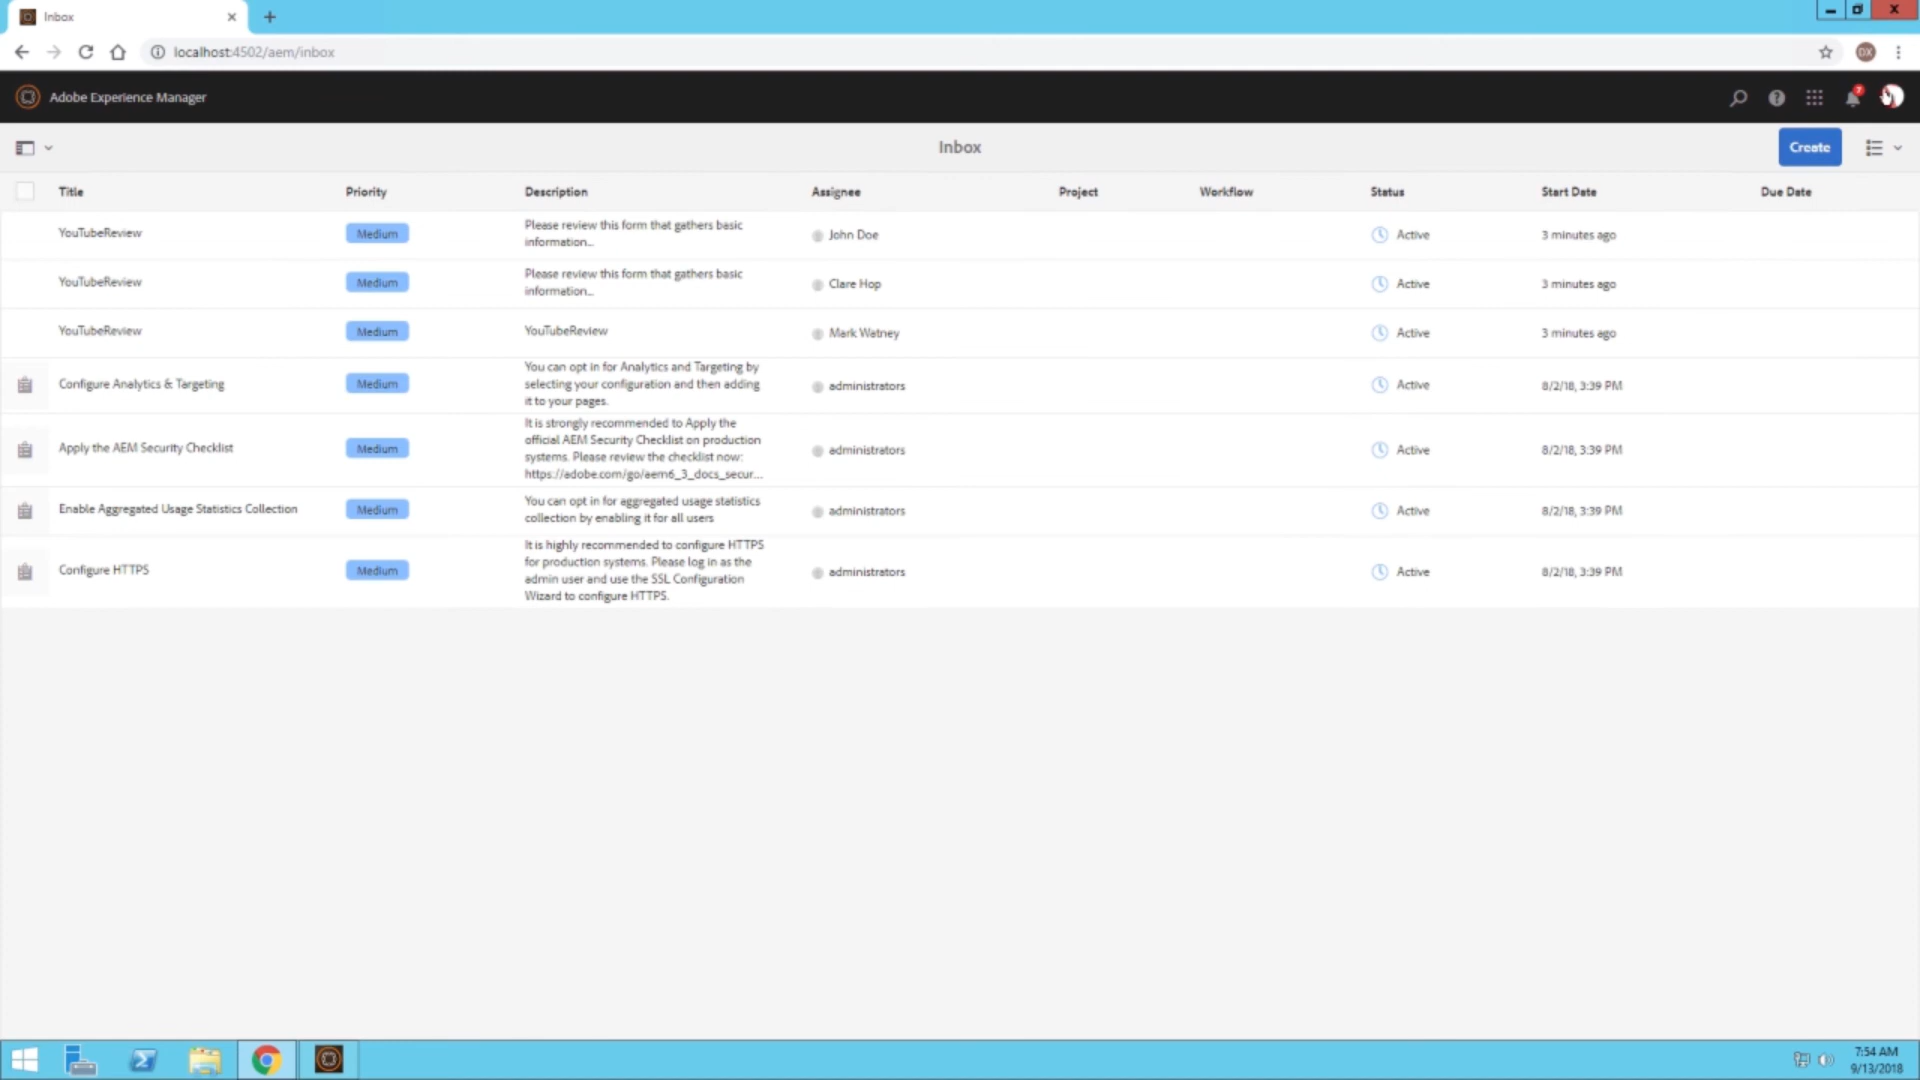 Inbox
localhost:4502/aem/inbox
DX
Adobe Experience Manager
7
Inbox
Create
Title Priority Description Assignee Project Workflow Status Start Date Due Date
YouTubeReview Medium Please review this form that gathers basic
information... John Doe Active 3 minutes ago
YouTubeReview Medium Please review this form that gathers basic
information... Clare Hop Active 3 minutes ago
YouTubeReview Medium YouTubeReview Mark Watney Active 3 minutes ago
You can opt in for Analytics and Targeting by
Configure Analytics & Targeting Medium selecting your configuration and then adding administrators Active 8/2/18, 3:39 PM
it to your pages.
It is strongly recommended to Apply the
Apply the AEM Security Checklist Medium official AEM Security Checklist on production administrators Active 8/2/18, 3:39 PM
systems. Please review the checklist now:
https://adobe.com/go/aem6_3_docs_secur...
Enable Aggregated Usage Statistics Collection Medium You can opt in for aggregated usage statistics administrators Active 8/2/18, 3:39 PM
collection by enabling it for all users
It is highly recommended to configure HTTPS
Configure HTTPS Medium for production systems. Please log in as the administrators Active 8/2/18, 3:39 PM
admin user and use the SSL Configuration
Wizard to configure HTTPS.
7:54 AM
9/13/2018